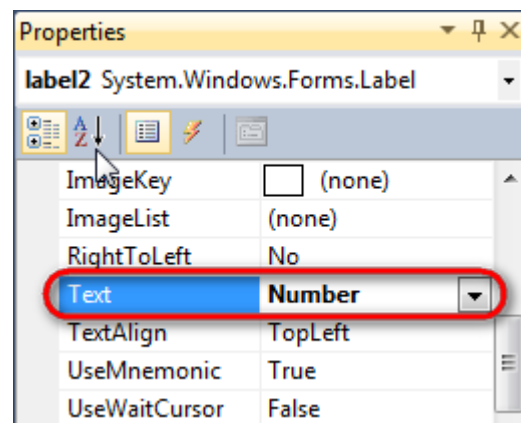 Properties
label2 System.Windows.Forms.Label
ImageKey (none)
ImageList (none)
RightToLeft No
Text Number
TextAlign TopLeft
UseMnemonic True
UseWaitCursor False